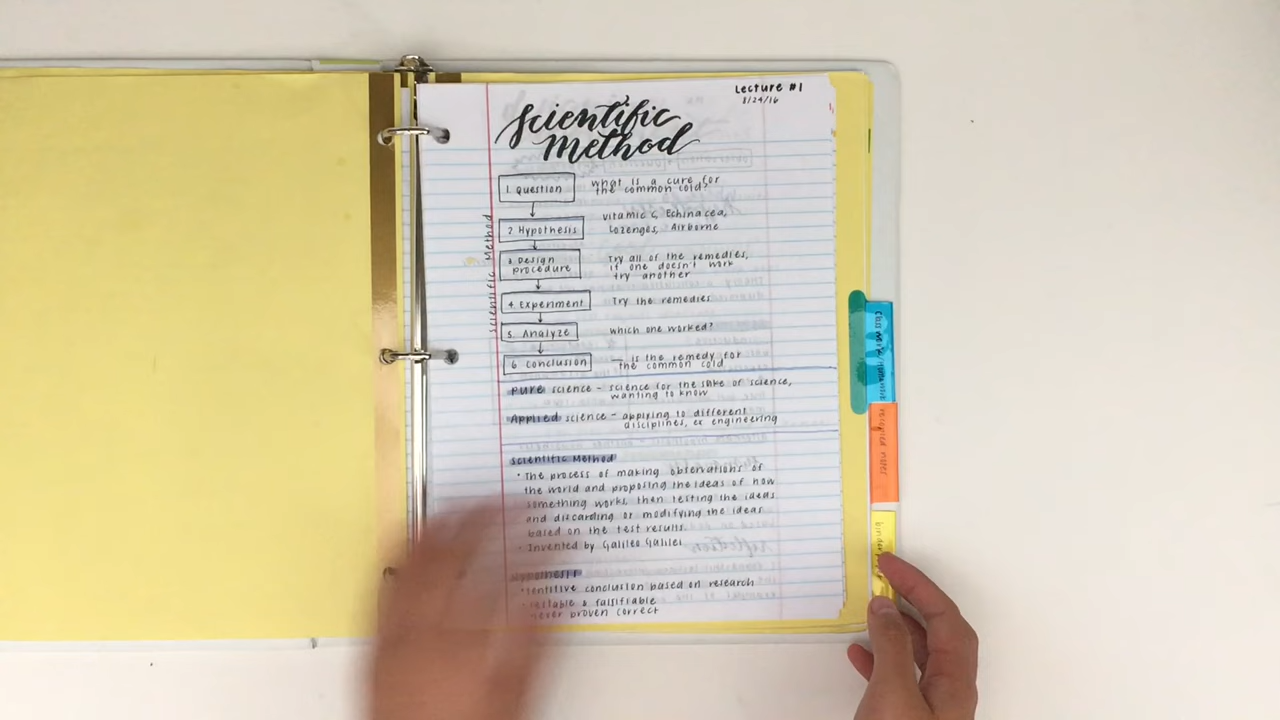 Lecture #1
8/24/16
Scientific
Method
1. Question
what is a cure for
the common cold?
2. Hypothesis
vitamic C, Echinacea,
Lozenges, Airborne
3. Design
procedure
Try all of the remedies,
if one doesn't work
try another
4. Experiment
Try the remedies
5. Analyze
which one worked?
6. Conclusion
— is the remedy for
the common cold
Scientific Method
Pure science - science for the sake of science,
wanting to know
Applied science - applying to different
disciplines, ex engineering
Scientific Method
• The process of making observations of
the world and proposing the ideas of how
something works, then testing the ideas
and discarding or modifying the ideas
based on the test results.
• Invented by Galileo Galilei
Hypothesis
• tentitive conclusion based on research
testable & falsifiable
never proven correct
notes
binder